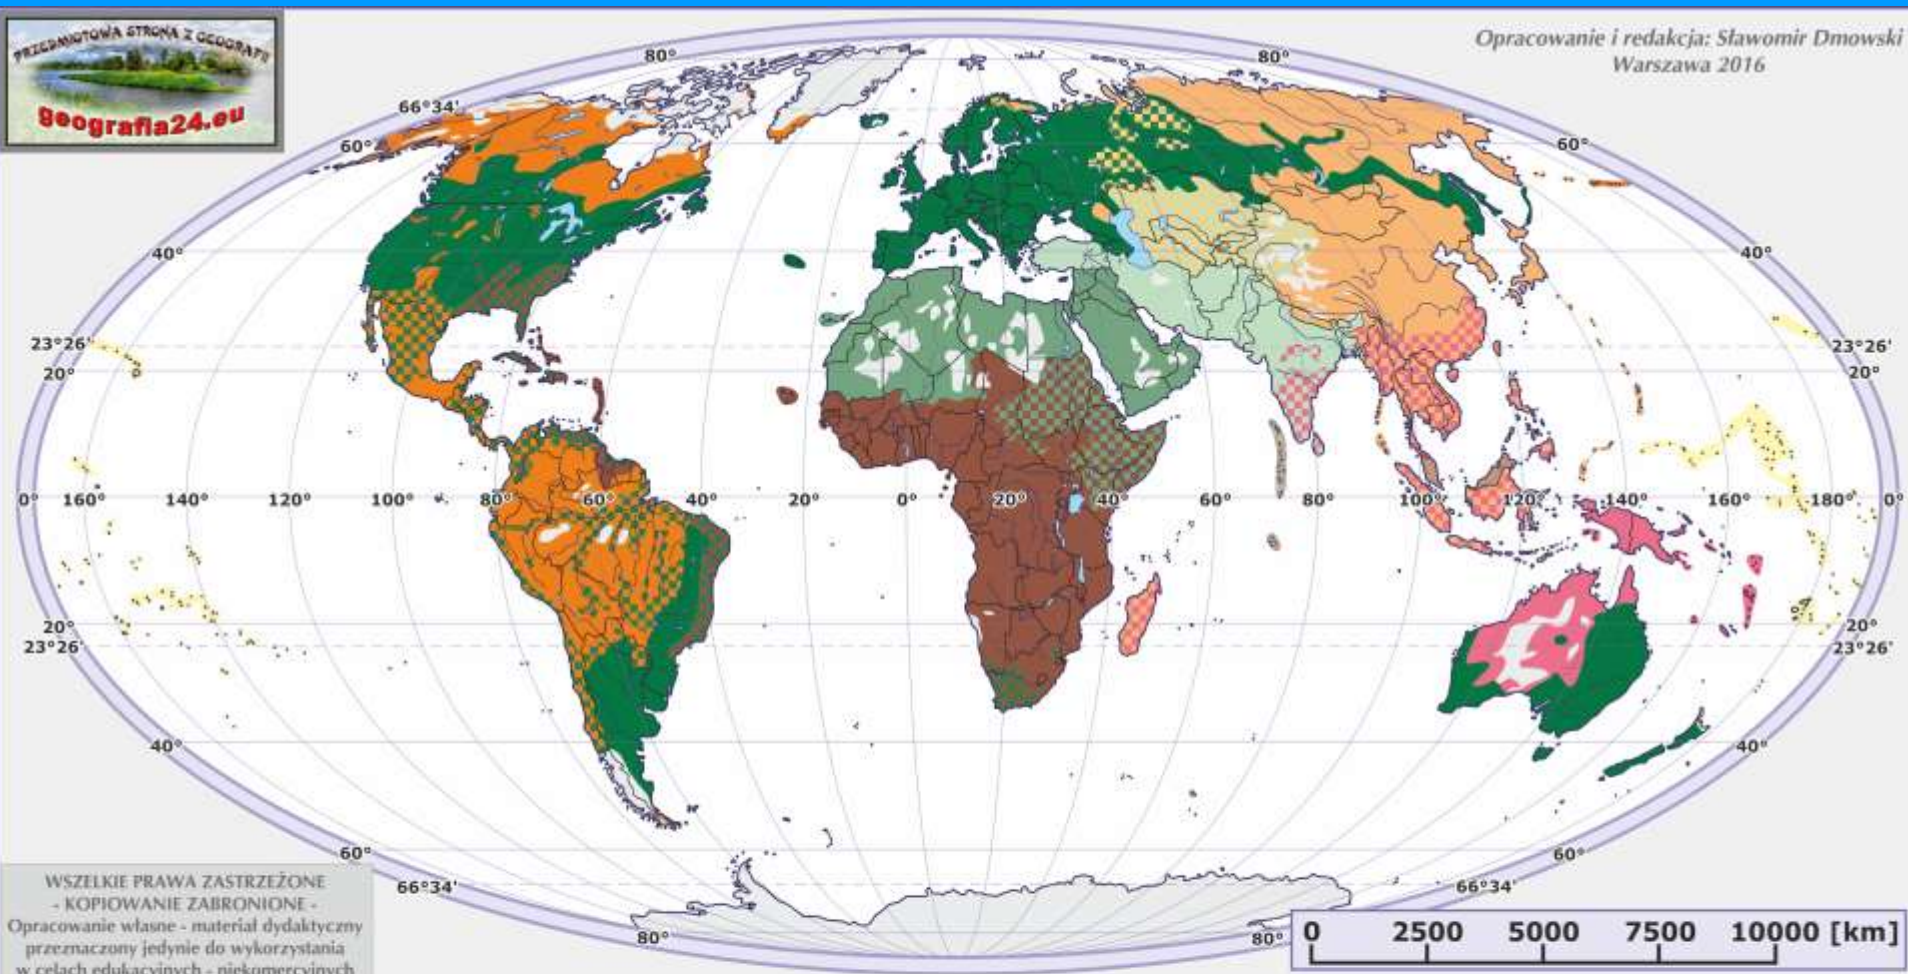 PRZEDMIOTOWA STRONA Z GEOGRAFII
geografia24.eu
Opracowanie i redakcja: Sławomir Dmowski
Warszawa 2016
80° 80°
66°34'
60° 60°
40° 40°
23°26' 23°26'
20° 20°
0° 160° 140° 120° 100° 80° 60° 40° 20° 0° 20° 40° 60° 80° 100° 120° 140° 160° 180° 0°
20° 20°
23°26' 23°26'
40° 40°
60° 60°
66°34' 66°34'
80° 80°
WSZELKIE PRAWA ZASTRZEŻONE
- KOPIOWANIE ZABRONIONE -
Opracowanie własne - materiał dydaktyczny
przeznaczony jedynie do wykorzystania
w celach edukacyjnych - niekomercyjnych
0 2500 5000 7500 10000 [km]